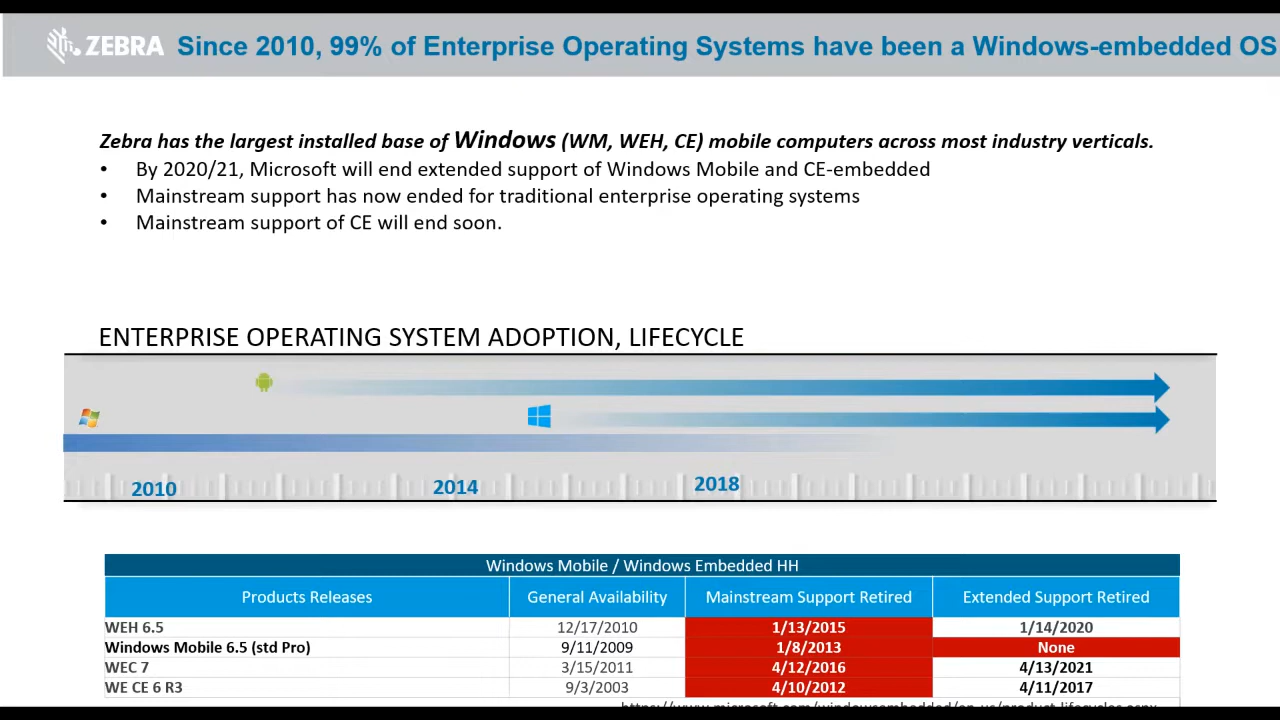 ZEBRA Since 2010, 99% of Enterprise Operating Systems have been a Windows-embedded OS
Zebra has the largest installed base of Windows (WM, WEH, CE) mobile computers across most industry verticals.
• By 2020/21, Microsoft will end extended support of Windows Mobile and CE-embedded
• Mainstream support has now ended for traditional enterprise operating systems
• Mainstream support of CE will end soon.
ENTERPRISE OPERATING SYSTEM ADOPTION, LIFECYCLE
2010 2014 2018
Windows Mobile / Windows Embedded HH
Products Releases General Availability Mainstream Support Retired Extended Support Retired
WEH 6.5 12/17/2010 1/13/2015 1/14/2020
Windows Mobile 6.5 (std Pro) 9/11/2009 1/8/2013 None
WEC 7 3/15/2011 4/12/2016 4/13/2021
WE CE 6 R3 9/3/2003 4/10/2012 4/11/2017